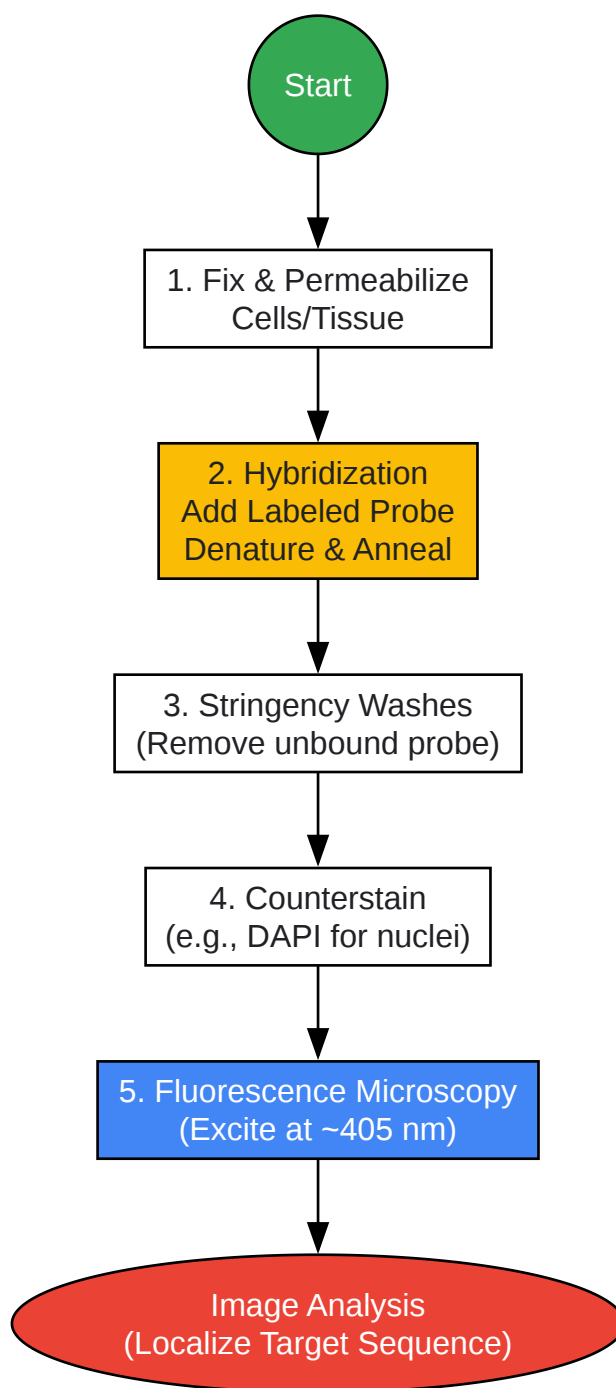 Start
1. Fix & Permeabilize
Cells/Tissue
2. Hybridization
Add Labeled Probe
Denature & Anneal
3. Stringency Washes
(Remove unbound probe)
4. Counterstain
(e.g., DAPI for nuclei)
5. Fluorescence Microscopy
(Excite at ~405 nm)
Image Analysis
(Localize Target Sequence)